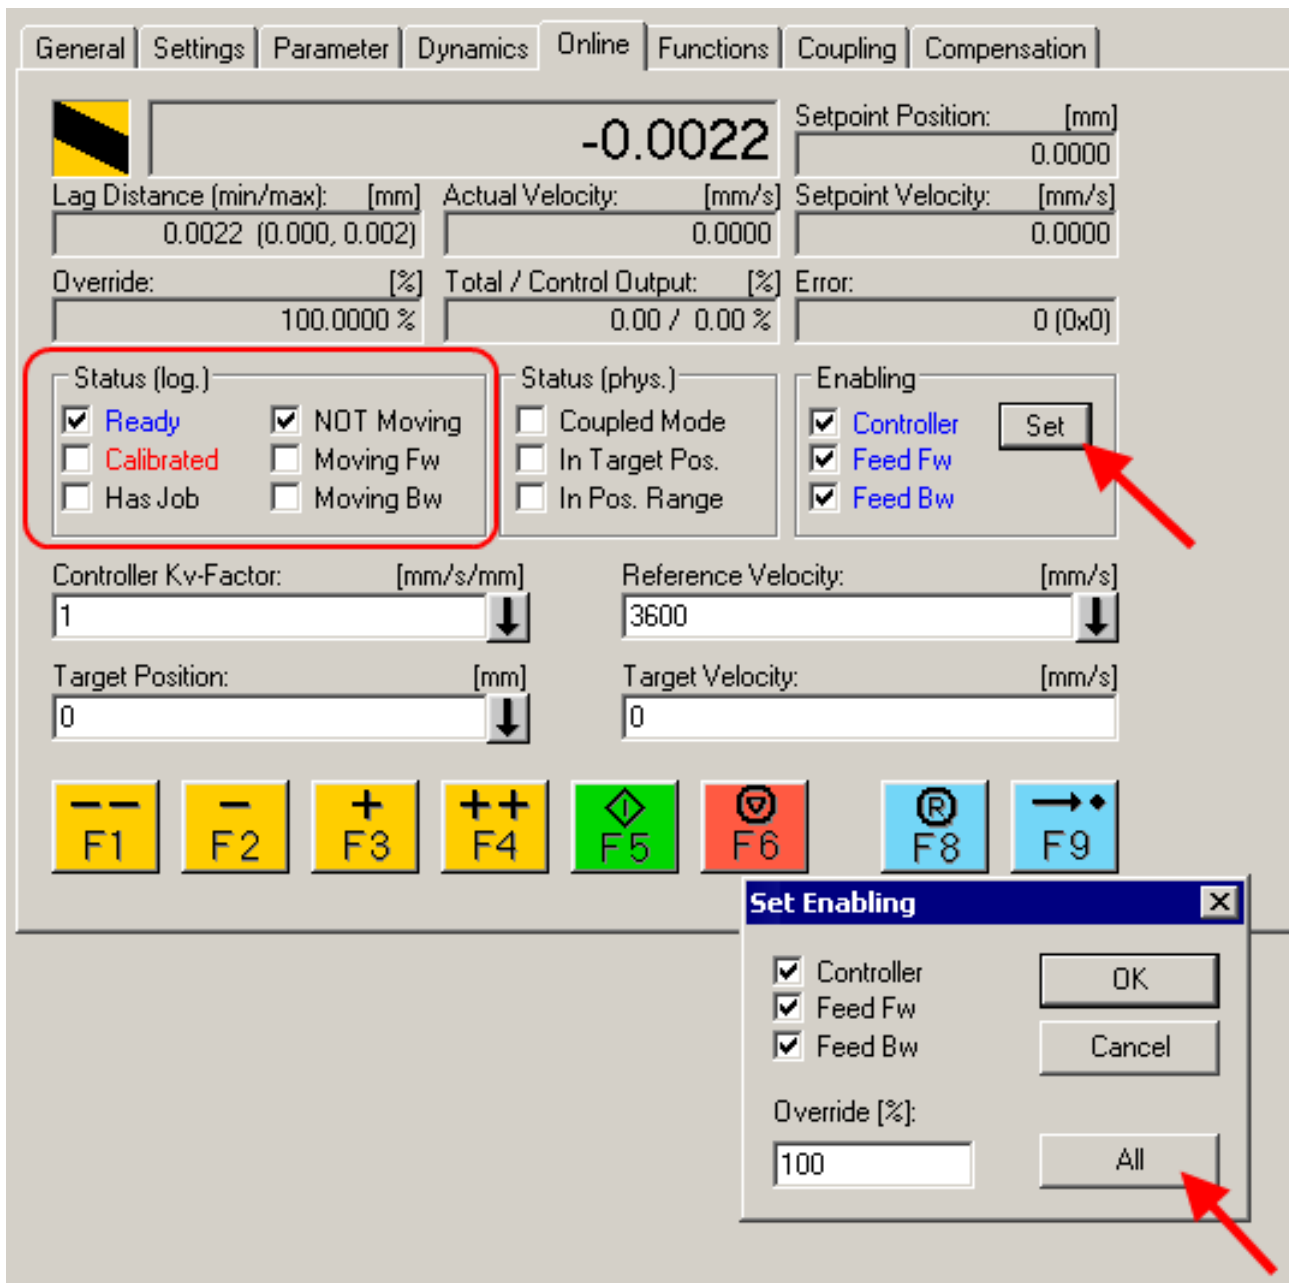 General Settings Parameter Dynamics Online Functions Coupling Compensation
-0.0022
Setpoint Position: [mm]
0.0000
Lag Distance (min/max): [mm] Actual Velocity: [mm/s] Setpoint Velocity: [mm/s]
0.0022 (0.000, 0.002) 0.0000 0.0000
Override: [%] Total / Control Output: [%] Error:
100.0000 % 0.00 / 0.00 % 0 (0x0)
Status (log.) Status (phys.) Enabling
Ready NOT Moving Coupled Mode Controller Set
Calibrated Moving Fw In Target Pos. Feed Fw
Has Job Moving Bw In Pos. Range Feed Bw
Controller Kv-Factor: [mm/s/mm] Reference Velocity: [mm/s]
1 3600
Target Position: [mm] Target Velocity: [mm/s]
0 0
-- - + ++ I R
F1 F2 F3 F4 F5 F6 F8 F9
Set Enabling
Controller OK
Feed Fw
Feed Bw Cancel
Override [%]:
100 All